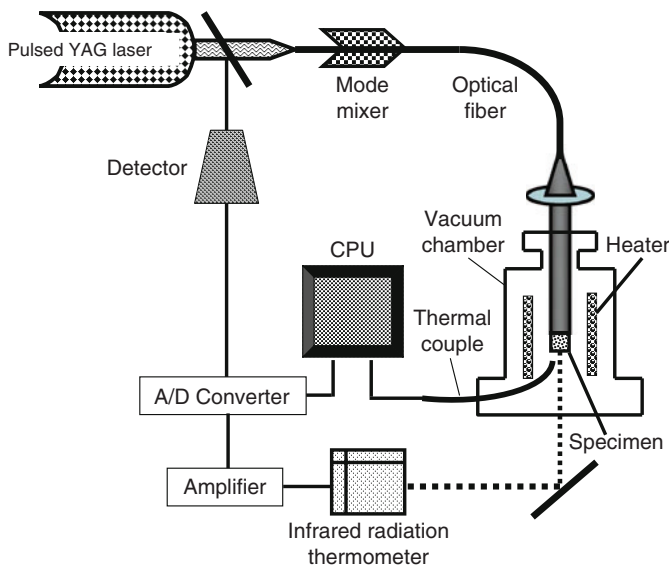 Pulsed YAG laser
Mode
mixer
Optical
fiber
Detector
Vacuum
chamber
Heater
CPU
Thermal
couple
A/D Converter
Specimen
Amplifier
Infrared radiation
thermometer